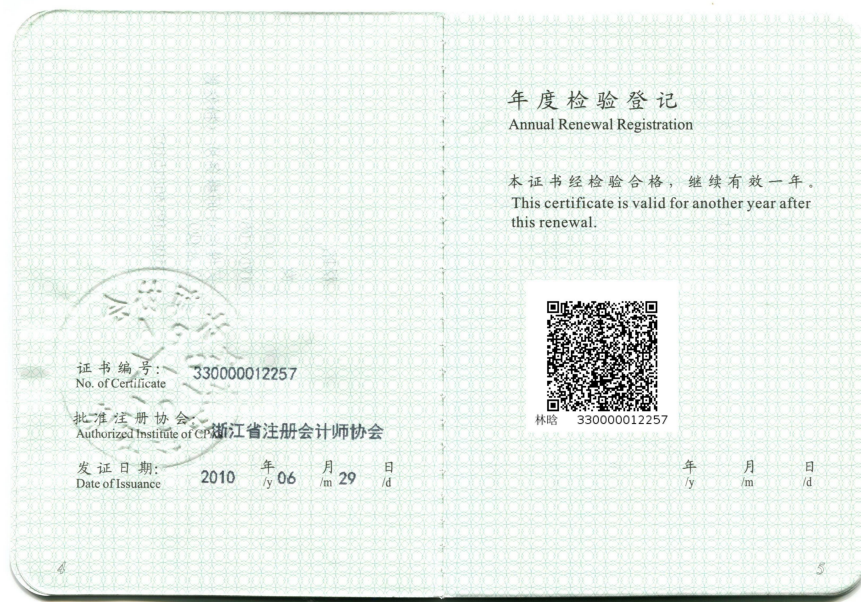 证书编号: 330000012257
No. of Certificate
批准注册协会: 浙江省注册会计师协会
Authorized Institute of CP
发证日期: 2010 年 06 月 29 日
Date of Issuance /y /m /d
4
年度检验登记
Annual Renewal Registration
本证书经检验合格，继续有效一年。
This certificate is valid for another year after
this renewal.
林晗 330000012257
年 月 日
/y /m /d
5